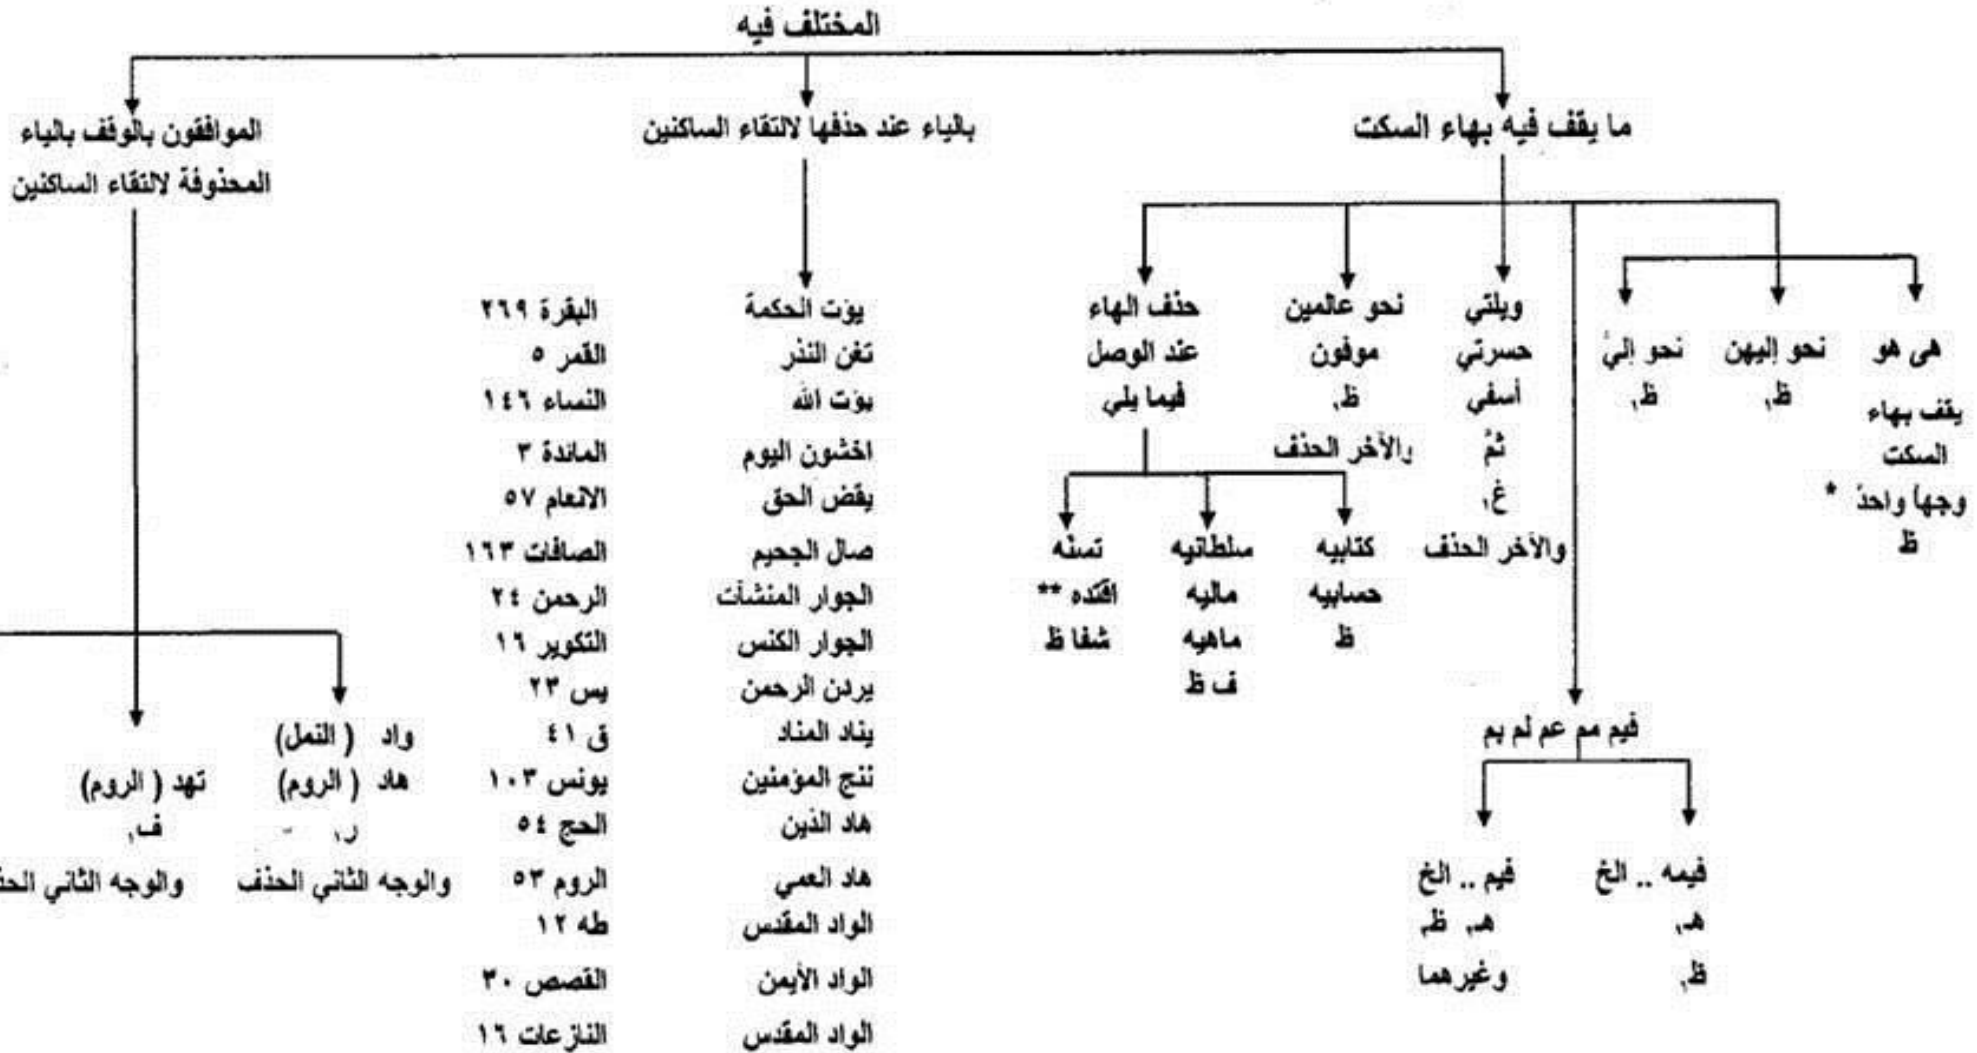 المختلف فيه
ما يقف فيه بهاء السكت
هى هو
يقف بهاء
السكت
وجهاً واحدً *
ظ
نحو إليهن
ظ,
نحو إليّ
ظ,
فيم مم عم لم بم
فيمه .. الخ
هـ,
ظ,
فيم .. الخ
هـ, ظ,
وغيرهما
ويلتي
حسرتي
أسفي
ثمَّ
غ,
والآخر الحذف
نحو عالمين
موفون
ظ,
والآخر الحذف
حذف الهاء
عند الوصل
فيما يلي
كتابيه
حسابيه
ظ
سلطانيه
ماليه
ماهيه
ف ظ
تسنَّه
اقتده **
شفا ظ
بالياء عند حذفها لالتقاء الساكنين
يؤت الحكمة البقرة ٢٦٩
تغن النذر القمر ٥
يؤت الله النساء ١٤٦
اخشون اليوم المائدة ٣
يقض الحق الانعام ٥٧
صال الجحيم الصافات ١٦٣
الجوار المنشآت الرحمن ٢٤
الجوار الكنس التكوير ١٦
يردن الرحمن يس ٢٣
يناد المناد ق ٤١
ننج المؤمنين يونس ١٠٣
هاد الذين الحج ٥٤
هاد العمي الروم ٥٣
الواد المقدس طه ١٢
الواد الأيمن القصص ٣٠
الواد المقدس النازعات ١٦
الموافقون بالوقف بالياء
المحذوفة لالتقاء الساكنين
واد ( النمل)
هاد ( الروم)
ر,
والوجه الثاني الحذف
تهد ( الروم)
ف,
والوجه الثاني الحذ